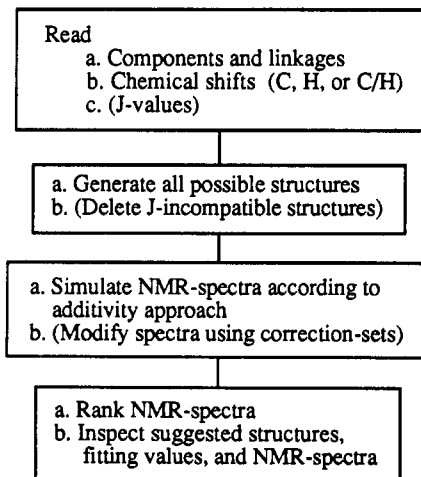 Read
a. Components and linkages
b. Chemical shifts (C, H, or C/H)
c. (J-values)
a. Generate all possible structures
b. (Delete J-incompatible structures)
a. Simulate NMR-spectra according to
additivity approach
b. (Modify spectra using correction-sets)
a. Rank NMR-spectra
b. Inspect suggested structures,
fitting values, and NMR-spectra